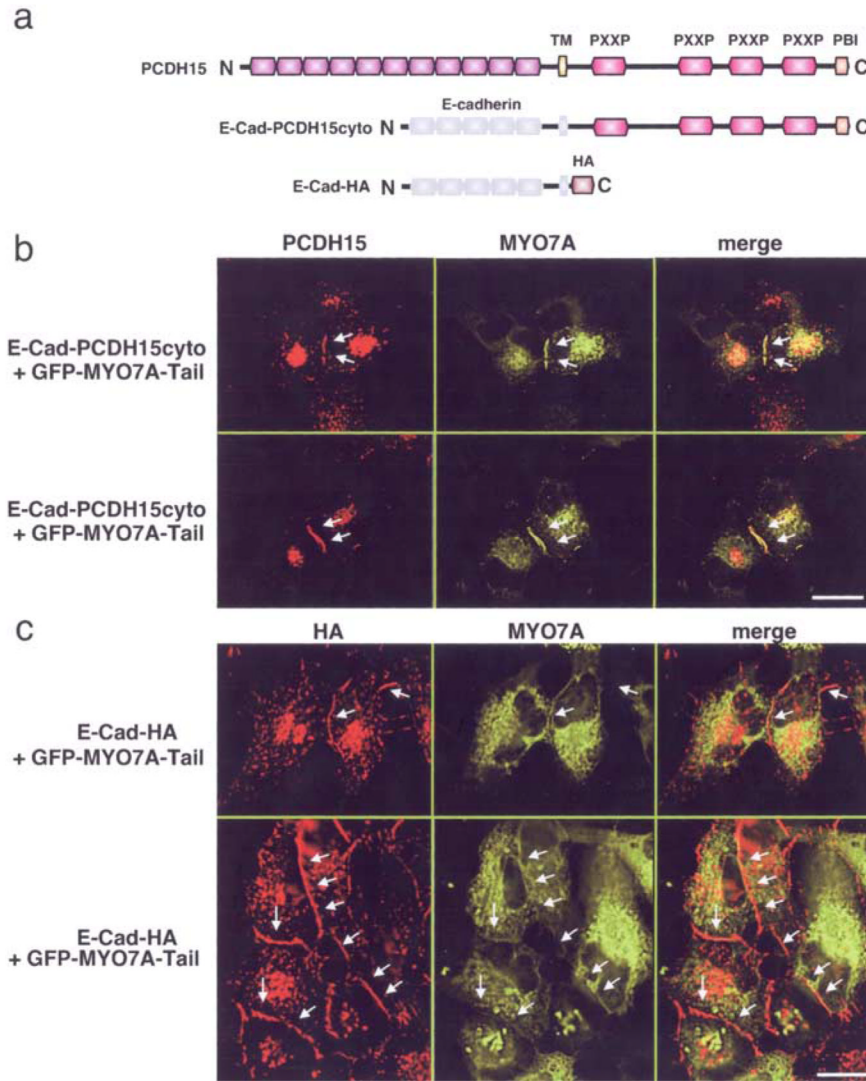 a
TM PXXP PXXP PXXP PXXP PBI
PCDH15 N C
E-cadherin
E-Cad-PCDH15cyto N C
HA
E-Cad-HA N C
b
PCDH15 MYO7A merge
E-Cad-PCDH15cyto
+ GFP-MYO7A-Tail
E-Cad-PCDH15cyto
+ GFP-MYO7A-Tail
c
HA MYO7A merge
E-Cad-HA
+ GFP-MYO7A-Tail
E-Cad-HA
+ GFP-MYO7A-Tail